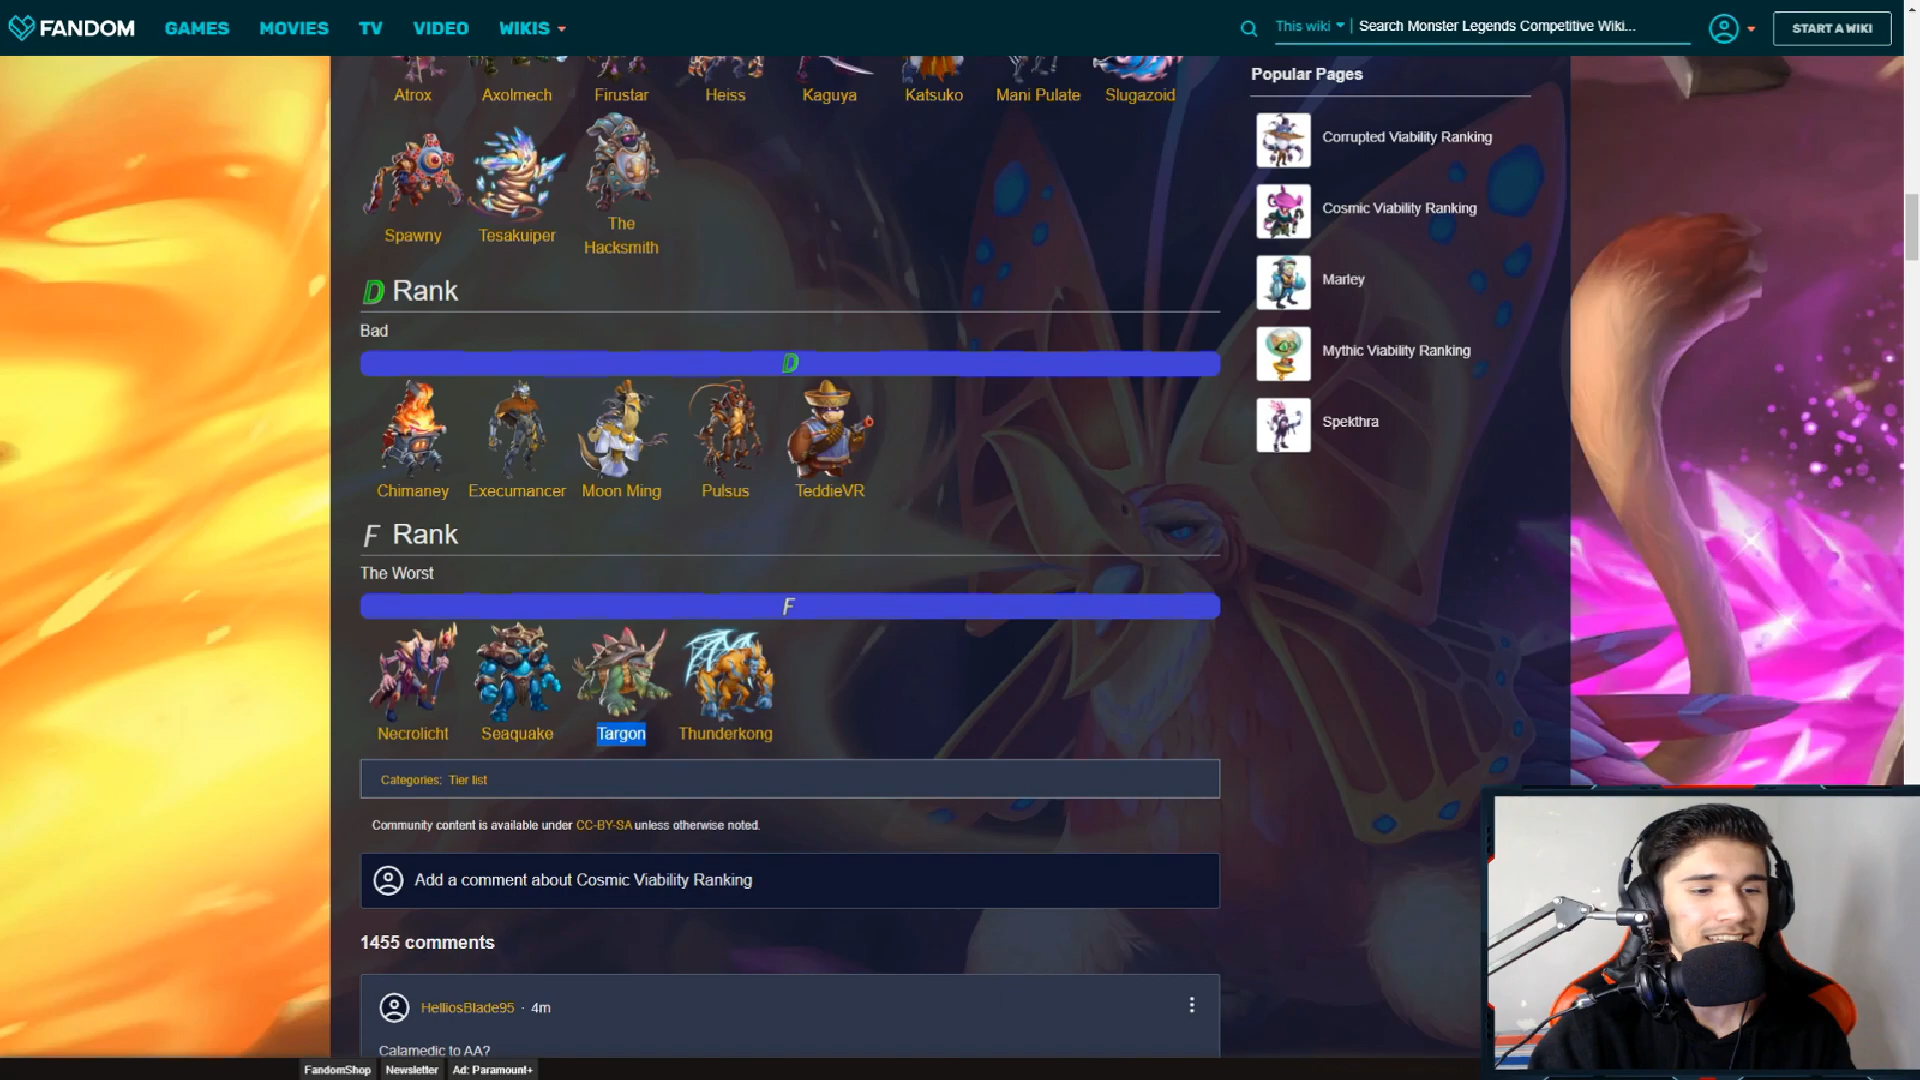 FANDOM GAMES MOVIES TV VIDEO WIKIS This wiki Search Monster Legends Competitive Wiki... START A WIKI
Atrox Axolmech Firustar Heiss Kaguya Katsuko Mani Pulate Slugazoid
Spawny Tesakuiper The Hacksmith
D Rank
Bad
D
Chimaney Execumancer Moon Ming Pulsus TeddieVR
F Rank
The Worst
F
Necrolicht Seaquake Targon Thunderkong
Categories: Tier list
Community content is available under CC-BY-SA unless otherwise noted.
Add a comment about Cosmic Viability Ranking
1455 comments
HelliosBlade95 · 4m
Calamedic to AA?
Popular Pages
Corrupted Viability Ranking
Cosmic Viability Ranking
Marley
Mythic Viability Ranking
Spekthra
FandomShop Newsletter Ad: Paramount+